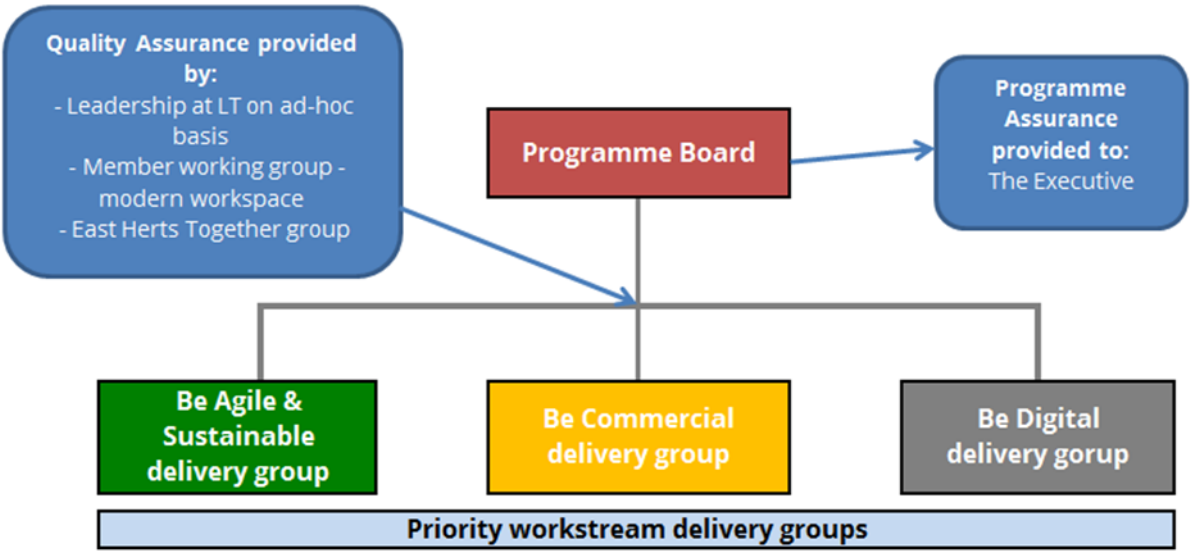 Quality Assurance provided
by:
- Leadership at LT on ad-hoc
basis
- Member working group -
modern workspace
- East Herts Together group
Programme Board
Programme
Assurance
provided to:
The Executive
Be Agile &
Sustainable
delivery group
Be Commercial
delivery group
Be Digital
delivery gorup
Priority workstream delivery groups